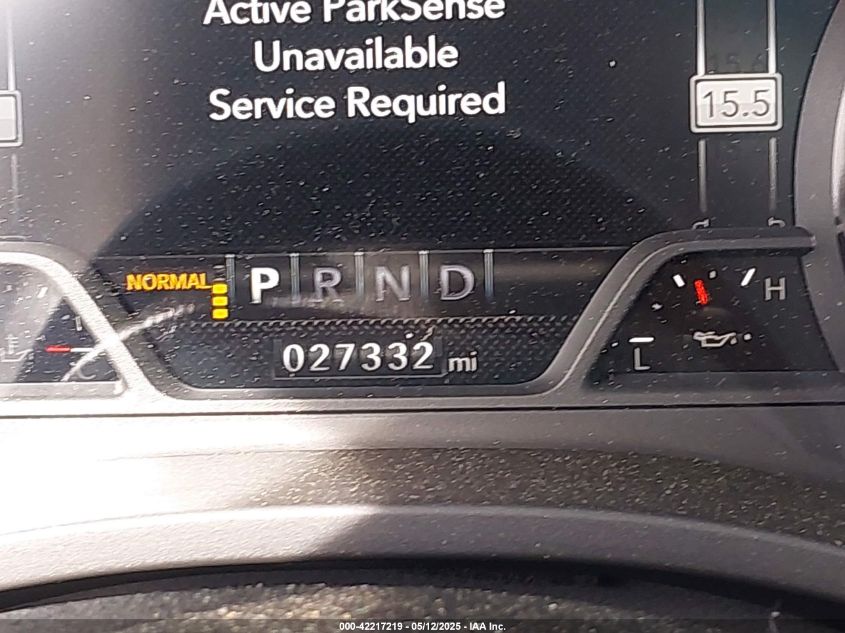 Active ParkSense
Unavailable
Service Required
15.5
NORMAL P R N D
027332 mi
C
H
L
000-42217219 - 05/12/2025 - IAA Inc.